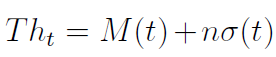 Th_t = M(t)+nσ(t)